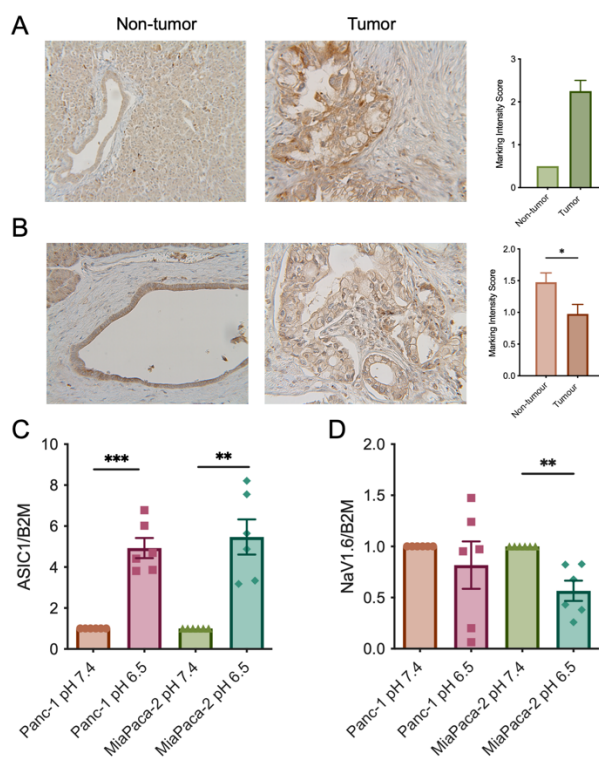 A
Non-tumor
Tumor
Marking Intensity Score
3
2
1
0
Non-tumor
Tumor
B
Marking Intensity Score
2.0
1.5
1.0
0.5
0.0
*
Non-tumour
Tumour
C
ASIC1/B2M
10
8
6
4
2
0
***
**
Panc-1 pH 7.4
Panc-1 pH 6.5
MiaPaca-2 pH 7.4
MiaPaca-2 pH 6.5
D
NaV1.6/B2M
2.0
1.5
1.0
0.5
0.0
**
Panc-1 pH 7.4
Panc-1 pH 6.5
MiaPaca-2 pH 7.4
MiaPaca-2 pH 6.5